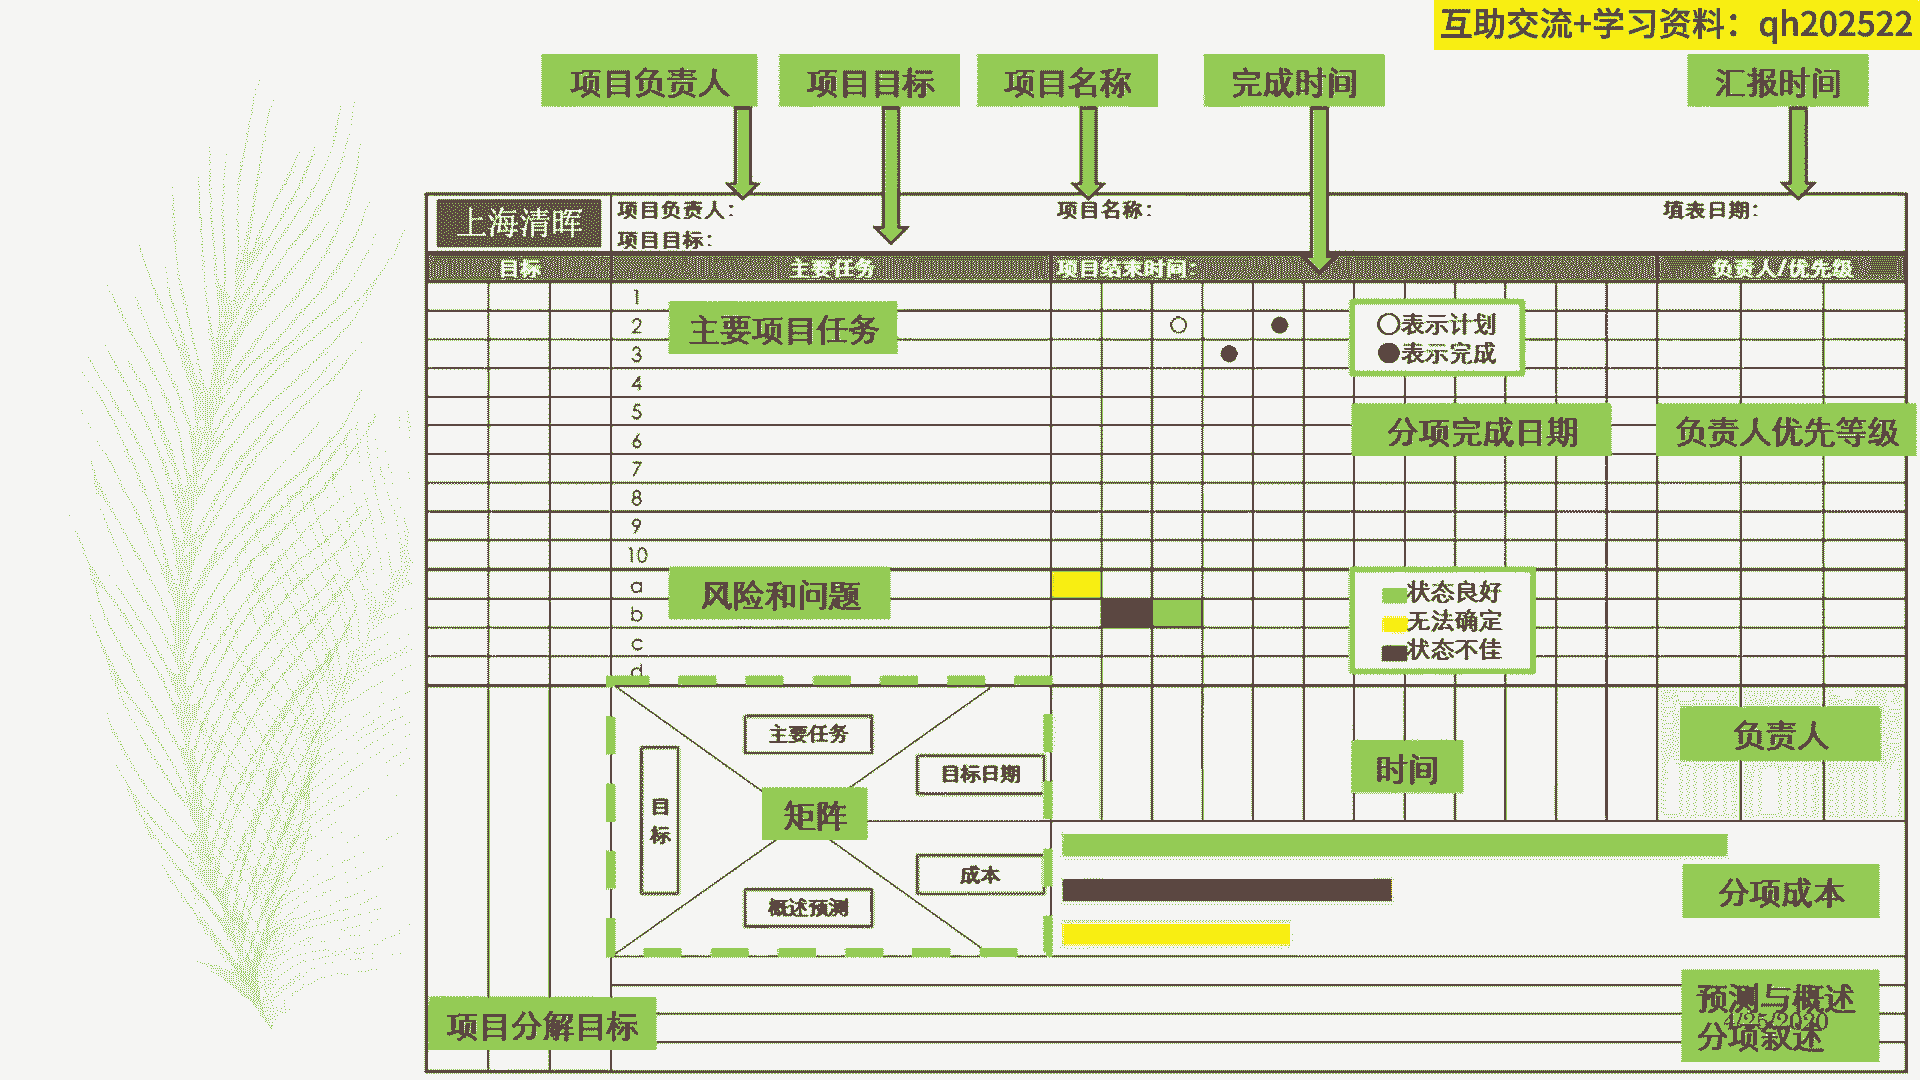 互助交流+学习资料：qh202522
项目负责人
项目目标
项目名称
完成时间
汇报时间
上海清晖
项目负责人：
项目名称：
填表日期：
项目目标：
目标
主要任务
项目结束时间：
负责人/优先级
1
2
3
4
5
6
7
8
9
10
a
b
c
d
主要项目任务
○表示计划
●表示完成
分项完成日期
负责人优先等级
风险和问题
状态良好
无法确定
状态不佳
主要任务
目标日期
目标
矩阵
成本
概述预测
时间
负责人
分项成本
项目分解目标
预测与概述
4/25/2020
分项叙述